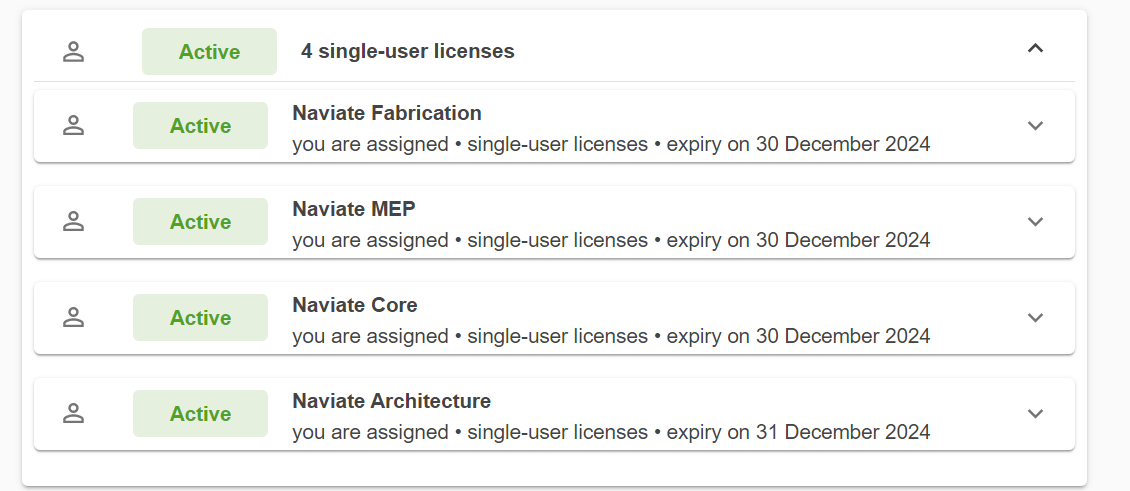 Active 4 single-user licenses
Naviate Fabrication
Active
you are assigned • single-user licenses • expiry on 30 December 2024
Naviate MEP
Active
you are assigned • single-user licenses • expiry on 30 December 2024
Naviate Core
Active
you are assigned • single-user licenses • expiry on 30 December 2024
Naviate Architecture
Active
you are assigned • single-user licenses • expiry on 31 December 2024